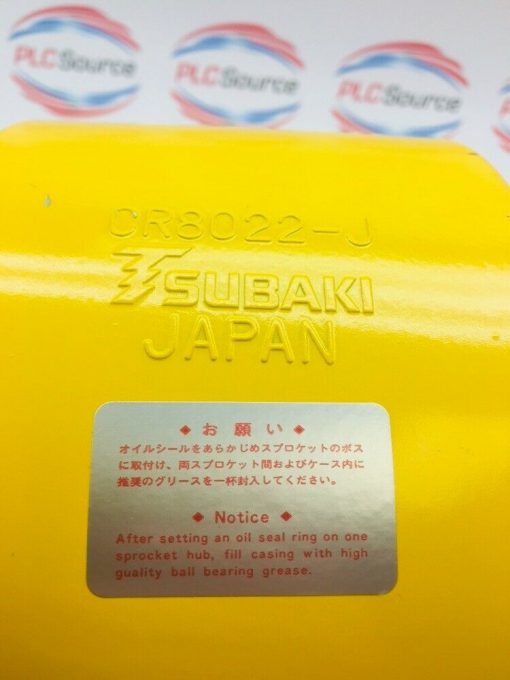 PLCSource PLCSource PLCSource
CR8022-J
TSUBAKI
JAPAN
◆ お願い ◆
オイルシールをあらかじめスプロケットのボス
に取付け、両スプロケット間およびケース内に
推奨のグリースを一杯封入してください。
◆ Notice ◆
After setting an oil seal ring on one
sprocket hub, fill casing with high
guality ball bearing grease.